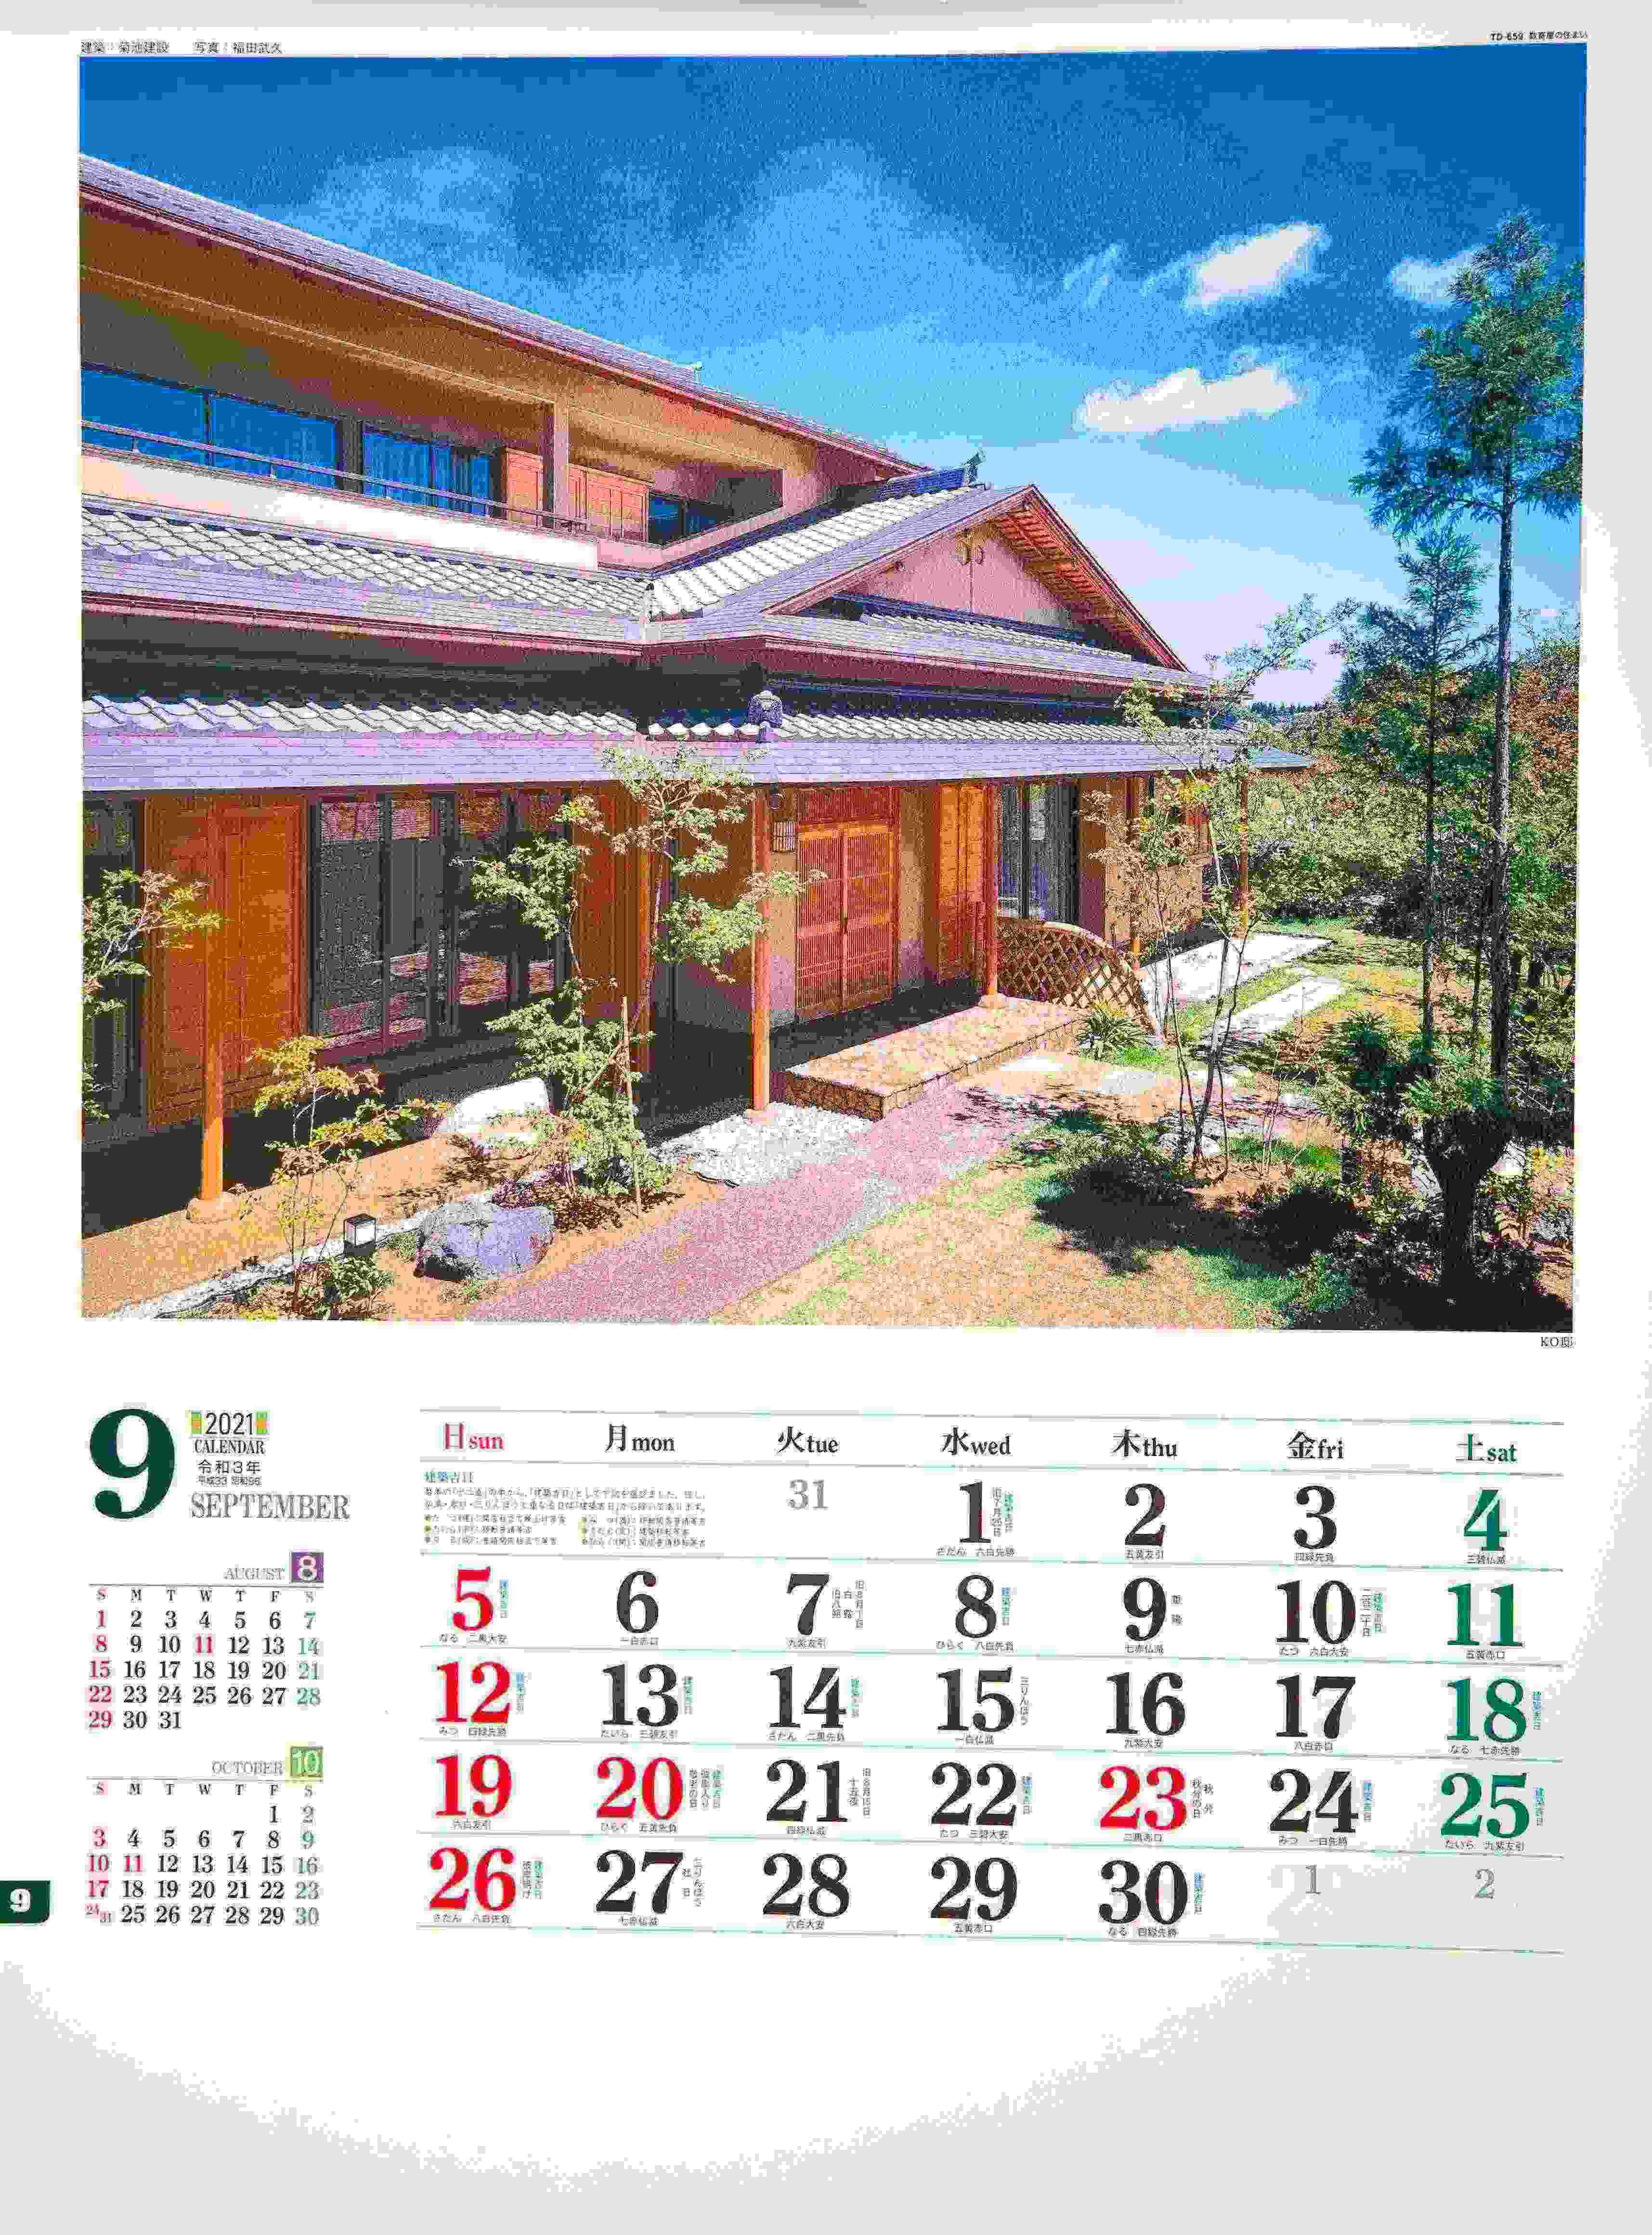 建築：菊池建設　写真：福田武久
TD-659 数寄屋の住まい
KO邸
9
2021
CALENDAR
令和3年
平成33 昭和96
SEPTEMBER
日sun 月mon 火tue 水wed 木thu 金fri 土sat
建築吉日
31 1 2 3 4
旧7月25日 建築吉日
さだん 六白先勝 五黄友引 四緑先負 三碧仏滅
5 6 7 8 9 10 11
建築吉日 旧8月1日 白露 旧八朔 建築吉日 重陽 二百二十日 建築吉日
なる 二黒大安 一白赤口 九紫友引 ひらく 八白先負 七赤仏滅 たつ 六白大安 五黄赤口
12 13 14 15 16 17 18
建築吉日 建築吉日 建築吉日 三りんぼう 建築吉日
みつ 四緑先勝 たいら 三碧友引 さだん 二黒先負 一白仏滅 九紫大安 八白赤口 なる 七赤先勝
19 20 21 22 23 24 25
敬老の日 彼岸入り 建築吉日 旧8月15日 十五夜 建築吉日 秋分の日 秋分 建築吉日 建築吉日
六白友引 ひらく 五黄先負 四緑仏滅 たつ 三碧大安 二黒赤口 みつ 一白先勝 たいら 九紫友引
26 27 28 29 30 1 2
彼岸明け 建築吉日 社日 三りんぼう 建築吉日
さだん 八白先負 七赤仏滅 六白大安 五黄赤口 なる 四緑先勝
AUGUST 8
S M T W T F S
1 2 3 4 5 6 7
8 9 10 11 12 13 14
15 16 17 18 19 20 21
22 23 24 25 26 27 28
29 30 31
OCTOBER 10
S M T W T F S
1 2
3 4 5 6 7 8 9
10 11 12 13 14 15 16
17 18 19 20 21 22 23
24/31 25 26 27 28 29 30
9